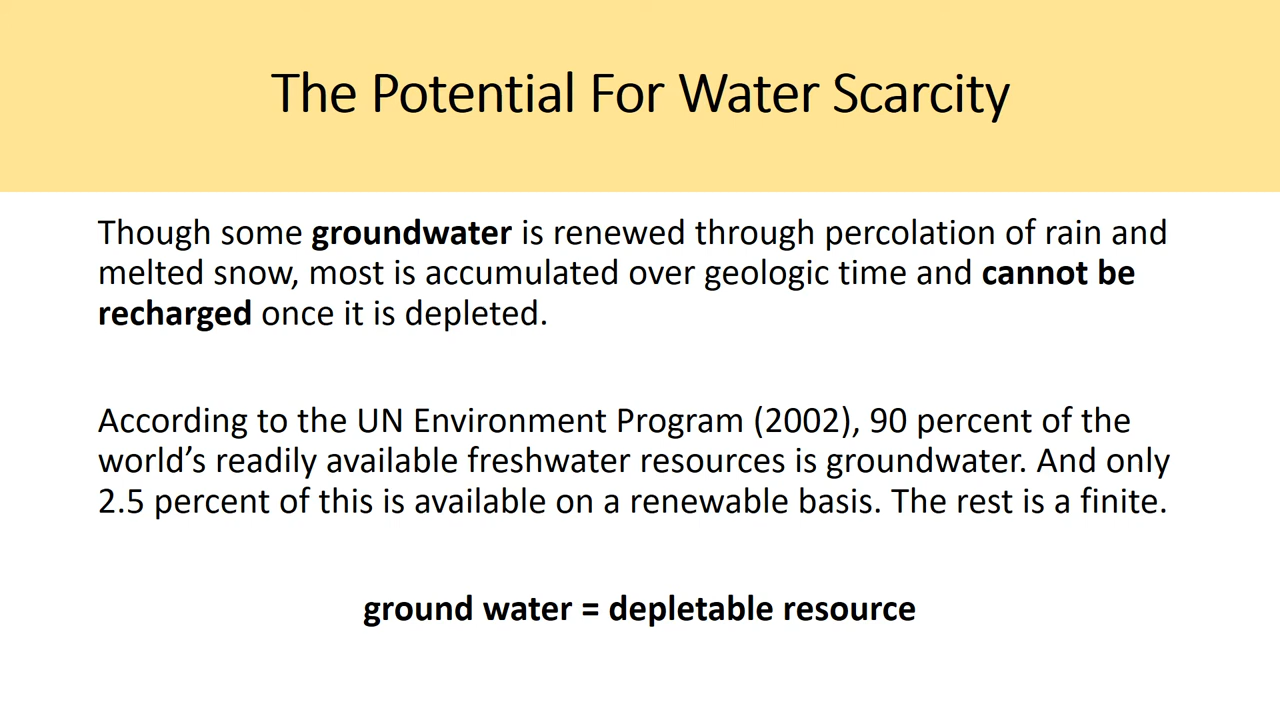 The Potential For Water Scarcity
Though some groundwater is renewed through percolation of rain and
melted snow, most is accumulated over geologic time and cannot be
recharged once it is depleted.
According to the UN Environment Program (2002), 90 percent of the
world’s readily available freshwater resources is groundwater. And only
2.5 percent of this is available on a renewable basis. The rest is a finite.
ground water = depletable resource